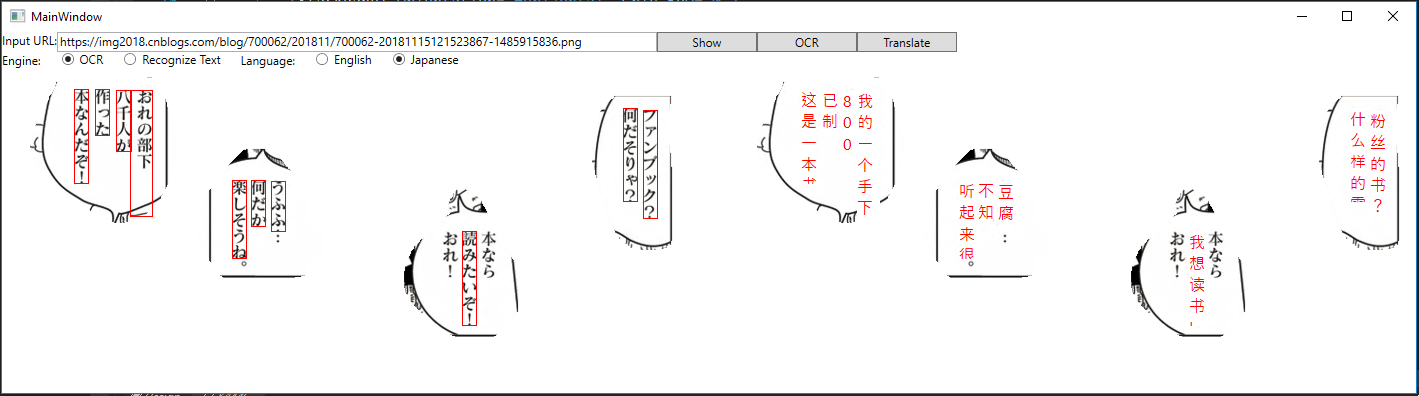 MainWindow
Input URL: https://img2018.cnblogs.com/blog/700062/201811/700062-20181115121523867-1485915836.png Show OCR Translate
Engine: OCR Recognize Text Language: English Japanese
おれの部下
八千人が
作った
本なんだぞ!
うふふ…
何だか
楽しそうね。
本なら
読みたいぞ!
おれ!
ファンブック?
何だそりゃ?
我的一个手下
8000
已制
这是一本
豆腐…
不知
听起来很。
本なら
我想读书
おれ!
粉丝的书?
什么样的